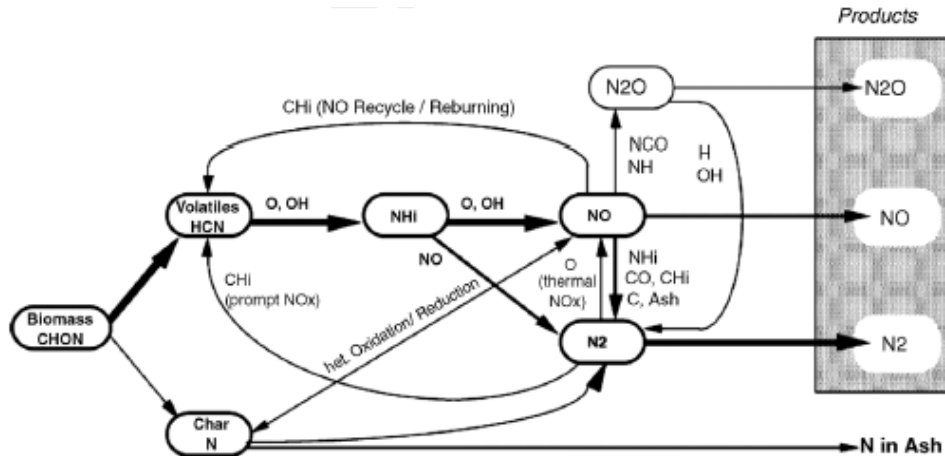 Products
N2O
N2O
CHi (NO Recycle / Reburning)
NCO
NH
H
OH
Volatiles
HCN
O, OH
NHi
O, OH
NO
NO
NO
CHi
(prompt NOx)
O
(thermal
NOx)
NHi
CO, CHi
C, Ash
Biomass
CHON
het. Oxidation/ Reduction
N2
N2
Char
N
N in Ash